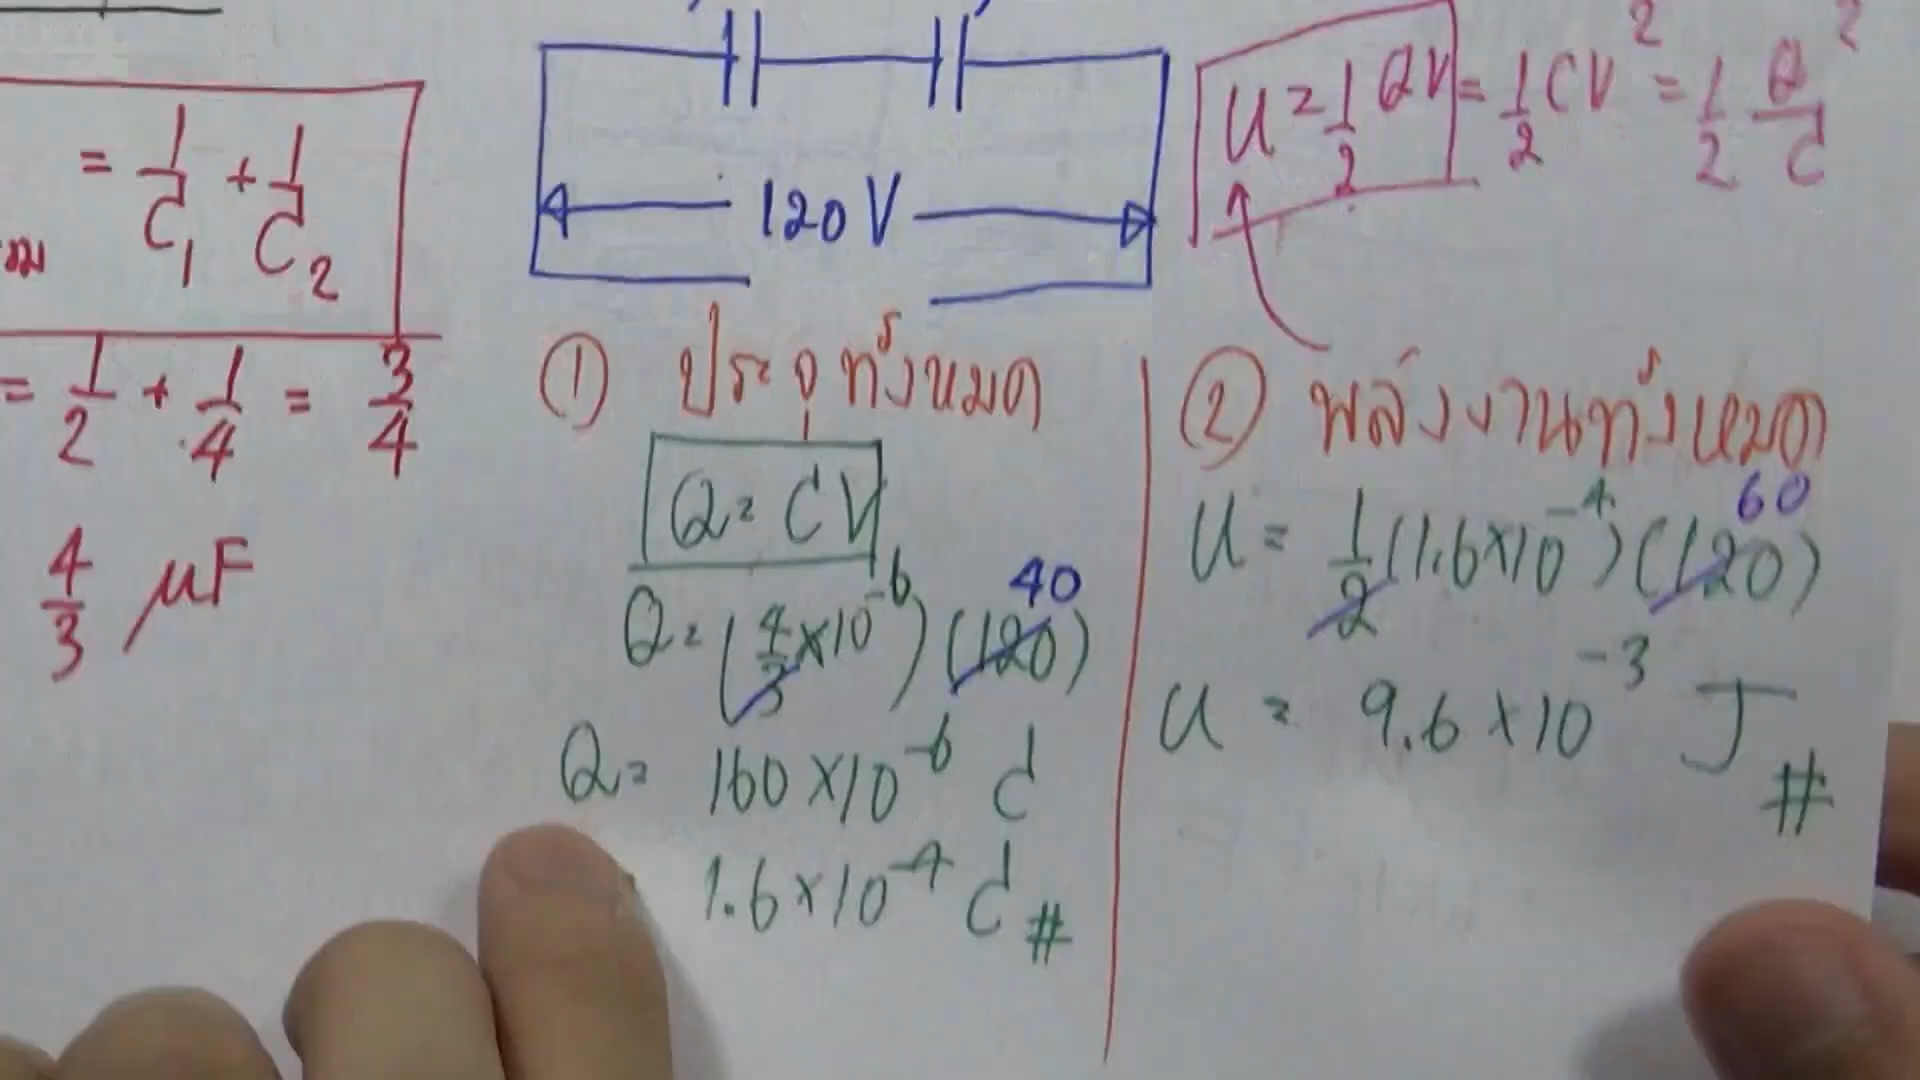 = 1/C₁ + 1/C₂
รวม
= 1/2 + 1/4 = 3/4
4/3 μF
120 V
① ประจุทั้งหมด
Q = CV
Q = (4/3 × 10⁻⁶) (120) 40
Q = 160 × 10⁻⁶ C
1.6 × 10⁻⁴ C #
U = 1/2 QV = 1/2 CV² = 1/2 Q²/C
② พลังงานทั้งหมด
U = 1/2 (1.6 × 10⁻⁴) (120) 60
U = 9.6 × 10⁻³ J #